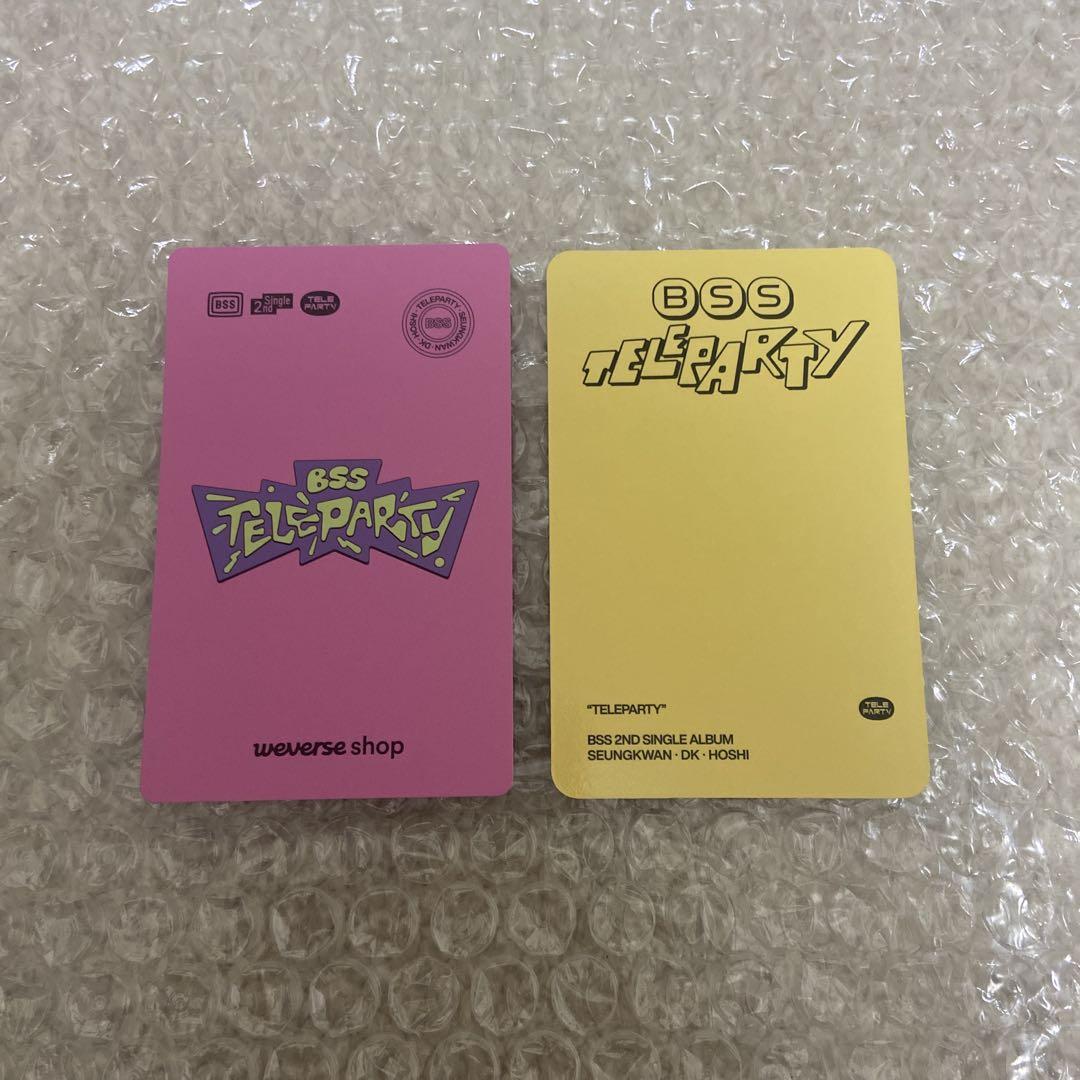 BSS
2nd Single
TELE PARTY
TELEPARTY · SEUNGKWAN · DK · HOSHI ·
BSS
BSS
TELEPARTY
weverse shop
BSS
TELEPARTY
"TELEPARTY"
TELE
PARTY
BSS 2ND SINGLE ALBUM
SEUNGKWAN · DK · HOSHI